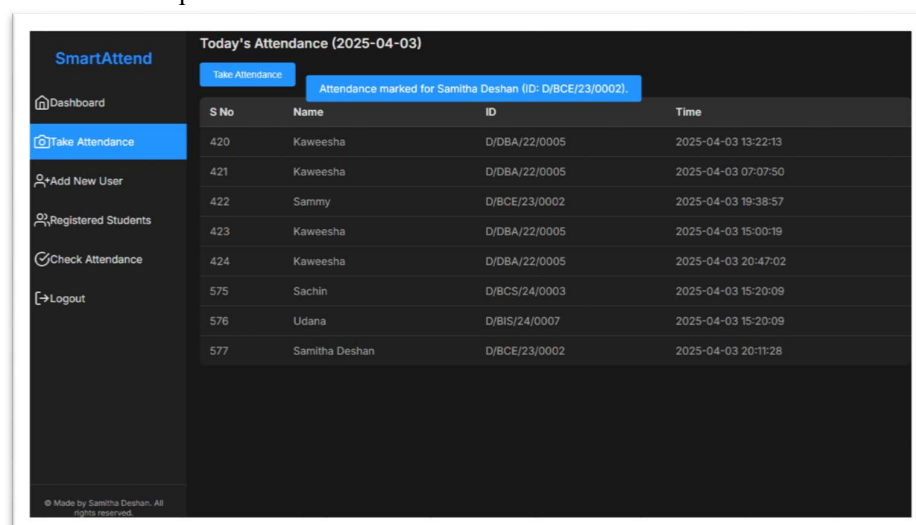 SmartAttend
Dashboard
Take Attendance
Add New User
Registered Students
Check Attendance
Logout
© Made by Samitha Deshan. All
rights reserved.
Today's Attendance (2025-04-03)
Take Attendance
Attendance marked for Samitha Deshan (ID: D/BCE/23/0002).
S No Name ID Time
420 Kaweesha D/DBA/22/0005 2025-04-03 13:22:13
421 Kaweesha D/DBA/22/0005 2025-04-03 07:07:50
422 Sammy D/BCE/23/0002 2025-04-03 19:38:57
423 Kaweesha D/DBA/22/0005 2025-04-03 15:00:19
424 Kaweesha D/DBA/22/0005 2025-04-03 20:47:02
575 Sachin D/BCS/24/0003 2025-04-03 15:20:09
576 Udana D/BIS/24/0007 2025-04-03 15:20:09
577 Samitha Deshan D/BCE/23/0002 2025-04-03 20:11:28